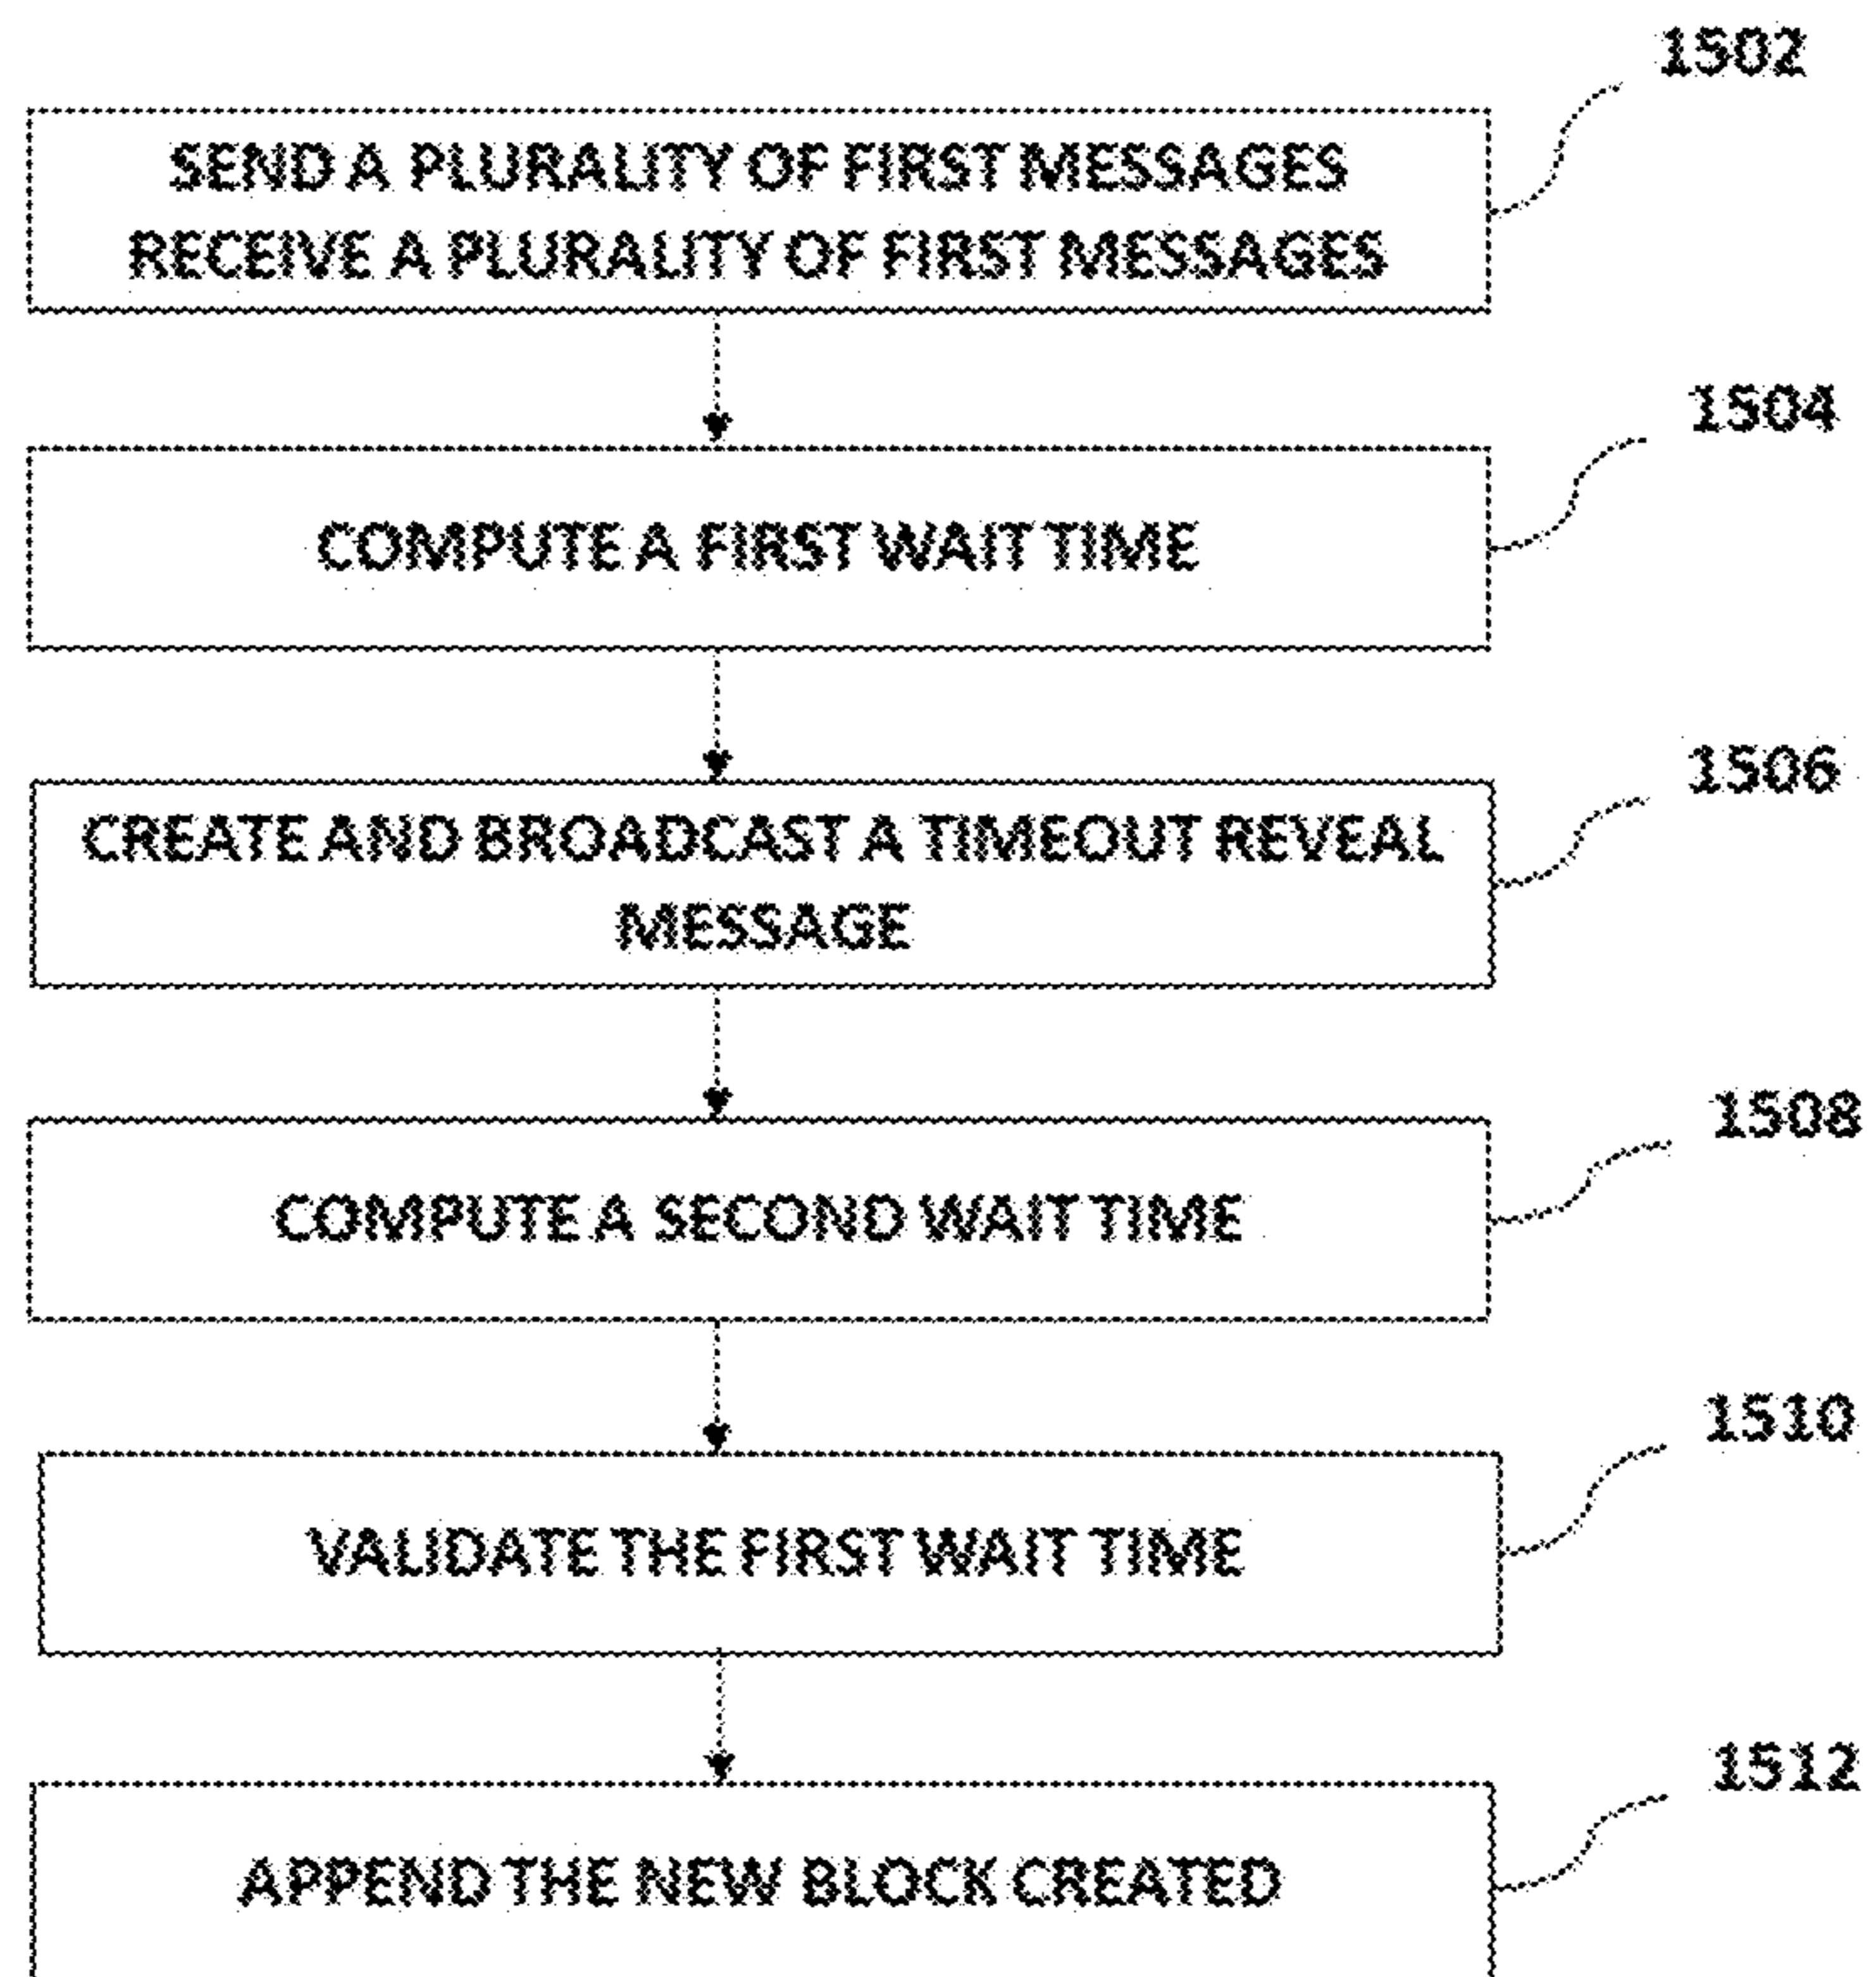 1502
SEND A PLURALITY OF FIRST MESSAGES
RECEIVE A PLURALITY OF FIRST MESSAGES
1504
COMPUTE A FIRST WAIT TIME
1506
CREATE AND BROADCAST A TIMEOUT REVEAL
MESSAGE
1508
COMPUTE A SECOND WAIT TIME
1510
VALIDATE THE FIRST WAIT TIME
1512
APPEND THE NEW BLOCK CREATED